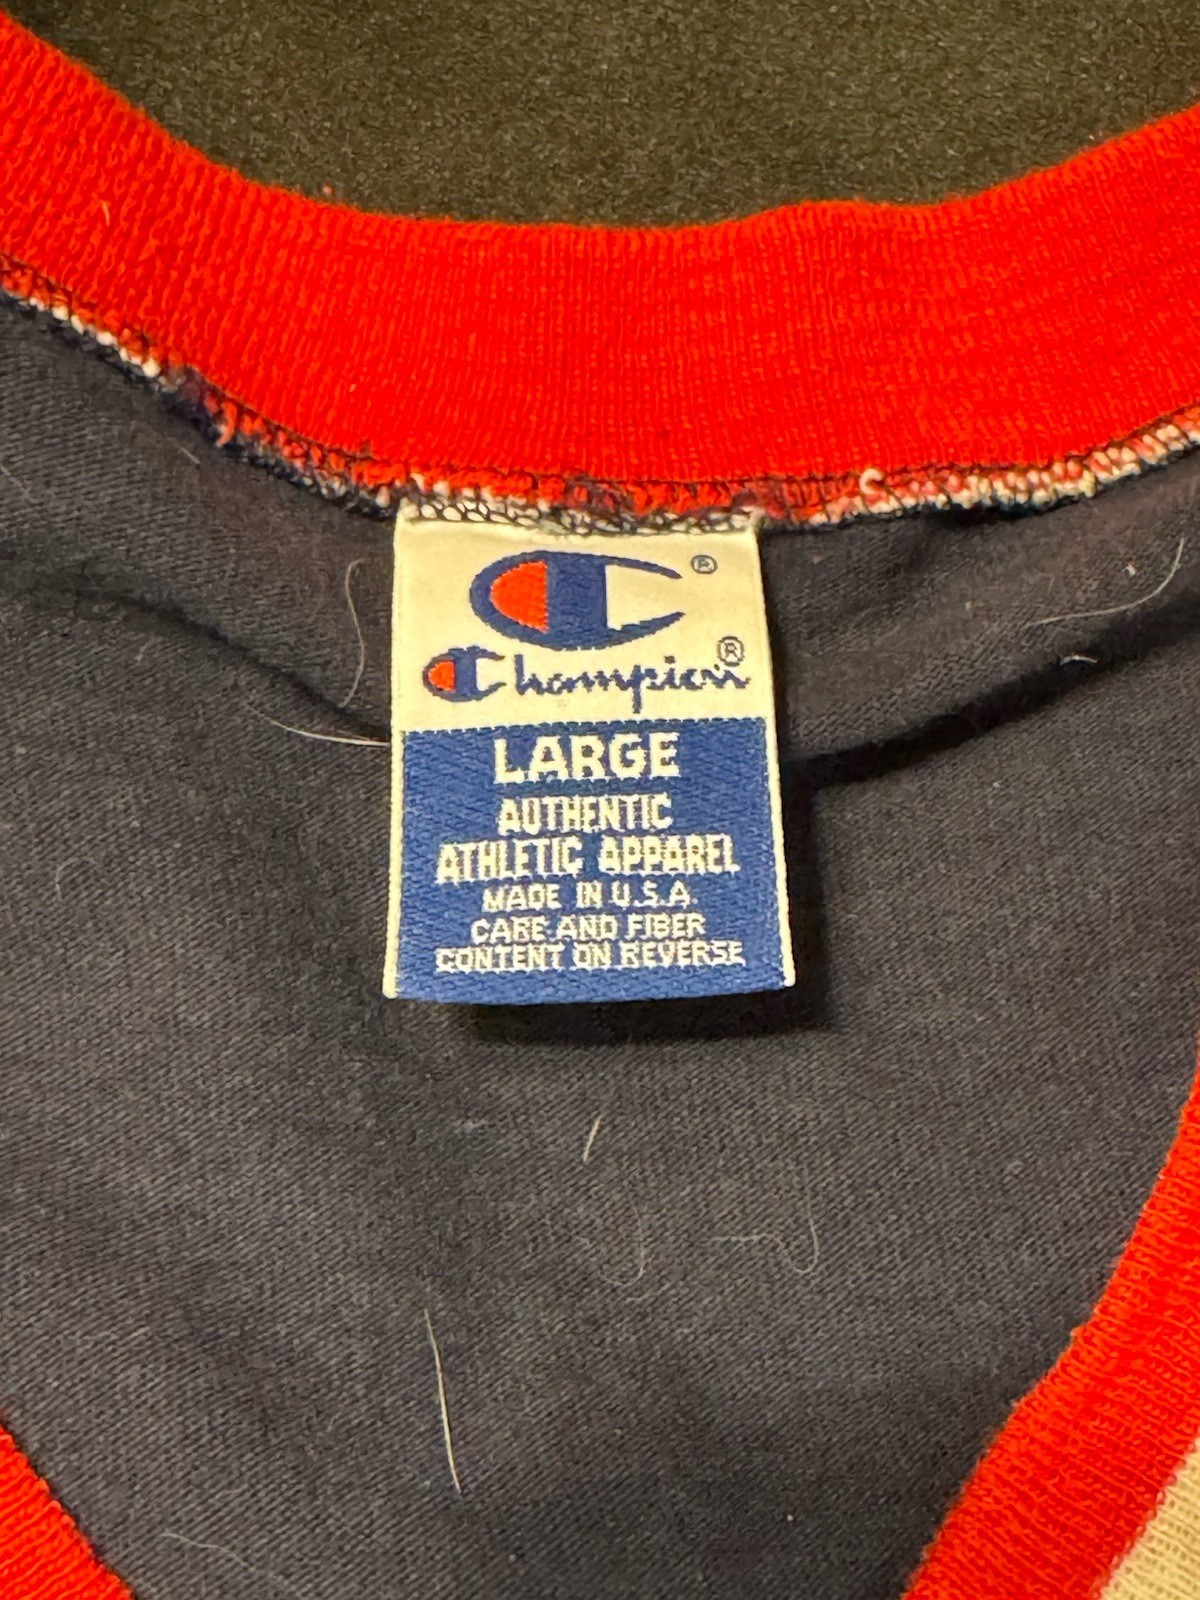 ®
Champion®
LARGE
AUTHENTIC
ATHLETIC APPAREL
MADE IN U.S.A.
CARE AND FIBER
CONTENT ON REVERSE